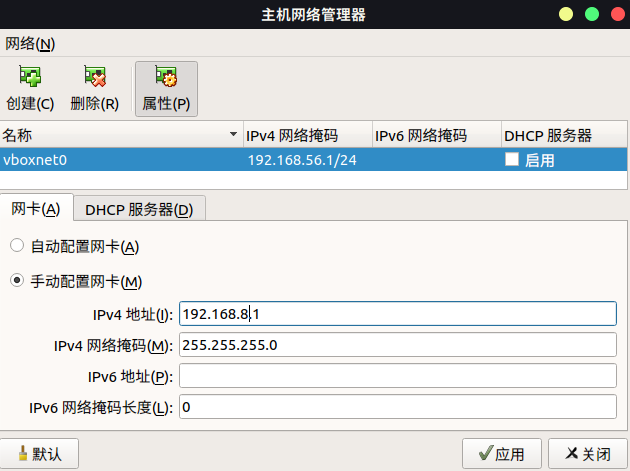 主机网络管理器
网络(N)
创建(C) 删除(R) 属性(P)
名称 IPv4 网络掩码 IPv6 网络掩码 DHCP 服务器
vboxnet0 192.168.56.1/24 启用
网卡(A) DHCP 服务器(D)
自动配置网卡(A)
手动配置网卡(M)
IPv4 地址(I): 192.168.8.1
IPv4 网络掩码(M): 255.255.255.0
IPv6 地址(P):
IPv6 网络掩码长度(L): 0
默认 应用 关闭